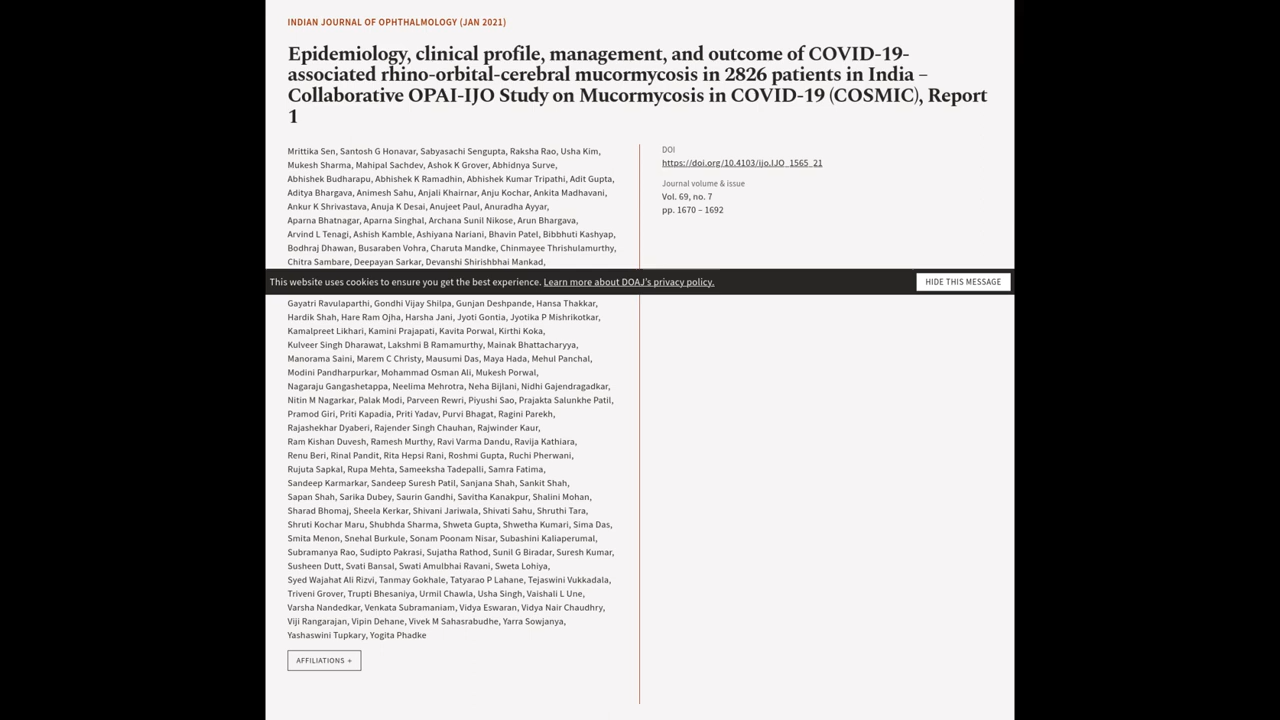 INDIAN JOURNAL OF OPHTHALMOLOGY (JAN 2021)
Epidemiology, clinical profile, management, and outcome of COVID-19-
associated rhino-orbital-cerebral mucormycosis in 2826 patients in India –
Collaborative OPAI-IJO Study on Mucormycosis in COVID-19 (COSMIC), Report
1
Mrittika Sen, Santosh G Honavar, Sabyasachi Sengupta, Raksha Rao, Usha Kim,
Mukesh Sharma, Mahipal Sachdev, Ashok K Grover, Abhidnya Surve,
Abhishek Budharapu, Abhishek K Ramadhin, Abhishek Kumar Tripathi, Adit Gupta,
Aditya Bhargava, Animesh Sahu, Anjali Khairnar, Anju Kochar, Ankita Madhavani,
Ankur K Shrivastava, Anuja K Desai, Anujeet Paul, Anuradha Ayyar,
Aparna Bhatnagar, Aparna Singhal, Archana Sunil Nikose, Arun Bhargava,
Arvind L Tenagi, Ashish Kamble, Ashiyana Nariani, Bhavin Patel, Bibbhuti Kashyap,
Bodhraj Dhawan, Busaraben Vohra, Charuta Mandke, Chinmayee Thrishulamurthy,
Chitra Sambare, Deepayan Sarkar, Devanshi Shirishbhai Mankad,
This website uses cookies to ensure you get the best experience. Learn more about DOAJ's privacy policy.
HIDE THIS MESSAGE
Gayatri Ravulaparthi, Gondhi Vijay Shilpa, Gunjan Deshpande, Hansa Thakkar,
Hardik Shah, Hare Ram Ojha, Harsha Jani, Jyoti Gontia, Jyotika P Mishrikotkar,
Kamalpreet Likhari, Kamini Prajapati, Kavita Porwal, Kirthi Koka,
Kulveer Singh Dharawat, Lakshmi B Ramamurthy, Mainak Bhattacharyya,
Manorama Saini, Marem C Christy, Mausumi Das, Maya Hada, Mehul Panchal,
Modini Pandharpurkar, Mohammad Osman Ali, Mukesh Porwal,
Nagaraju Gangashetappa, Neelima Mehrotra, Neha Bijlani, Nidhi Gajendragadkar,
Nitin M Nagarkar, Palak Modi, Parveen Rewri, Piyushi Sao, Prajakta Salunkhe Patil,
Pramod Giri, Priti Kapadia, Priti Yadav, Purvi Bhagat, Ragini Parekh,
Rajashekhar Dyaberi, Rajender Singh Chauhan, Rajwinder Kaur,
Ram Kishan Duvesh, Ramesh Murthy, Ravi Varma Dandu, Ravija Kathiara,
Renu Beri, Rinal Pandit, Rita Hepsi Rani, Roshmi Gupta, Ruchi Pherwani,
Rujuta Sapkal, Rupa Mehta, Sameeksha Tadepalli, Samra Fatima,
Sandeep Karmarkar, Sandeep Suresh Patil, Sanjana Shah, Sankit Shah,
Sapan Shah, Sarika Dubey, Saurin Gandhi, Savitha Kanakpur, Shalini Mohan,
Sharad Bhomaj, Sheela Kerkar, Shivani Jariwala, Shivati Sahu, Shruthi Tara,
Shruti Kochar Maru, Shubhda Sharma, Shweta Gupta, Shwetha Kumari, Sima Das,
Smita Menon, Snehal Burkule, Sonam Poonam Nisar, Subashini Kaliaperumal,
Subramanya Rao, Sudipto Pakrasi, Sujatha Rathod, Sunil G Biradar, Suresh Kumar,
Susheen Dutt, Svati Bansal, Swati Amulbhai Ravani, Sweta Lohiya,
Syed Wajahat Ali Rizvi, Tanmay Gokhale, Tatyarao P Lahane, Tejaswini Vukkadala,
Triveni Grover, Trupti Bhesaniya, Urmil Chawla, Usha Singh, Vaishali L Une,
Varsha Nandedkar, Venkata Subramaniam, Vidya Eswaran, Vidya Nair Chaudhry,
Viji Rangarajan, Vipin Dehane, Vivek M Sahasrabudhe, Yarra Sowjanya,
Yashaswini Tupkary, Yogita Phadke
AFFILIATIONS +
DOI
https://doi.org/10.4103/ijo.IJO_1565_21
Journal volume & issue
Vol. 69, no. 7
pp. 1670 – 1692